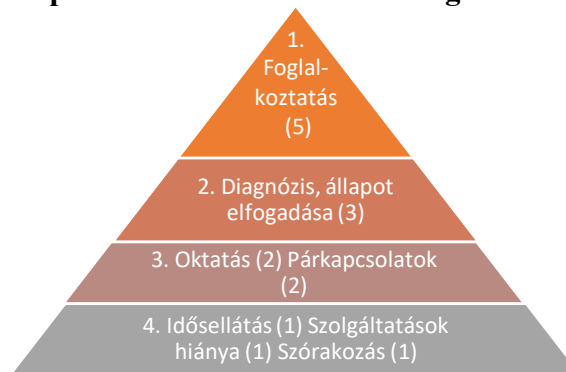 1.
Foglal-
koztatás
(5)
2. Diagnózis, állapot
elfogadása (3)
3. Oktatás (2) Párkapcsolatok
(2)
4. Idősellátás (1) Szolgáltatások
hiánya (1) Szórakozás (1)